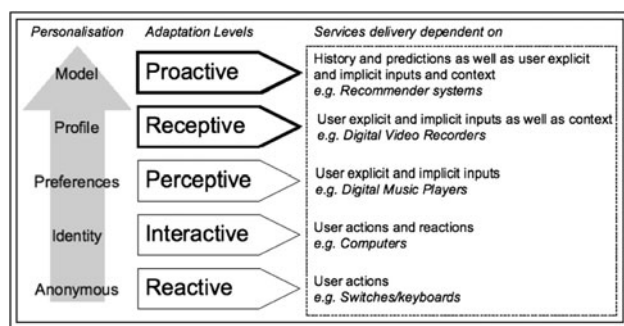 Personalisation Adaptation Levels Services delivery dependent on
Model
Proactive
History and predictions as well as user explicit
and implicit inputs and context
e.g. Recommender systems
Profile
Receptive
User explicit and implicit inputs as well as context
e.g. Digital Video Recorders
Preferences
Perceptive
User explicit and implicit inputs
e.g. Digital Music Players
Identity
Interactive
User actions and reactions
e.g. Computers
Anonymous
Reactive
User actions
e.g. Switches/keyboards